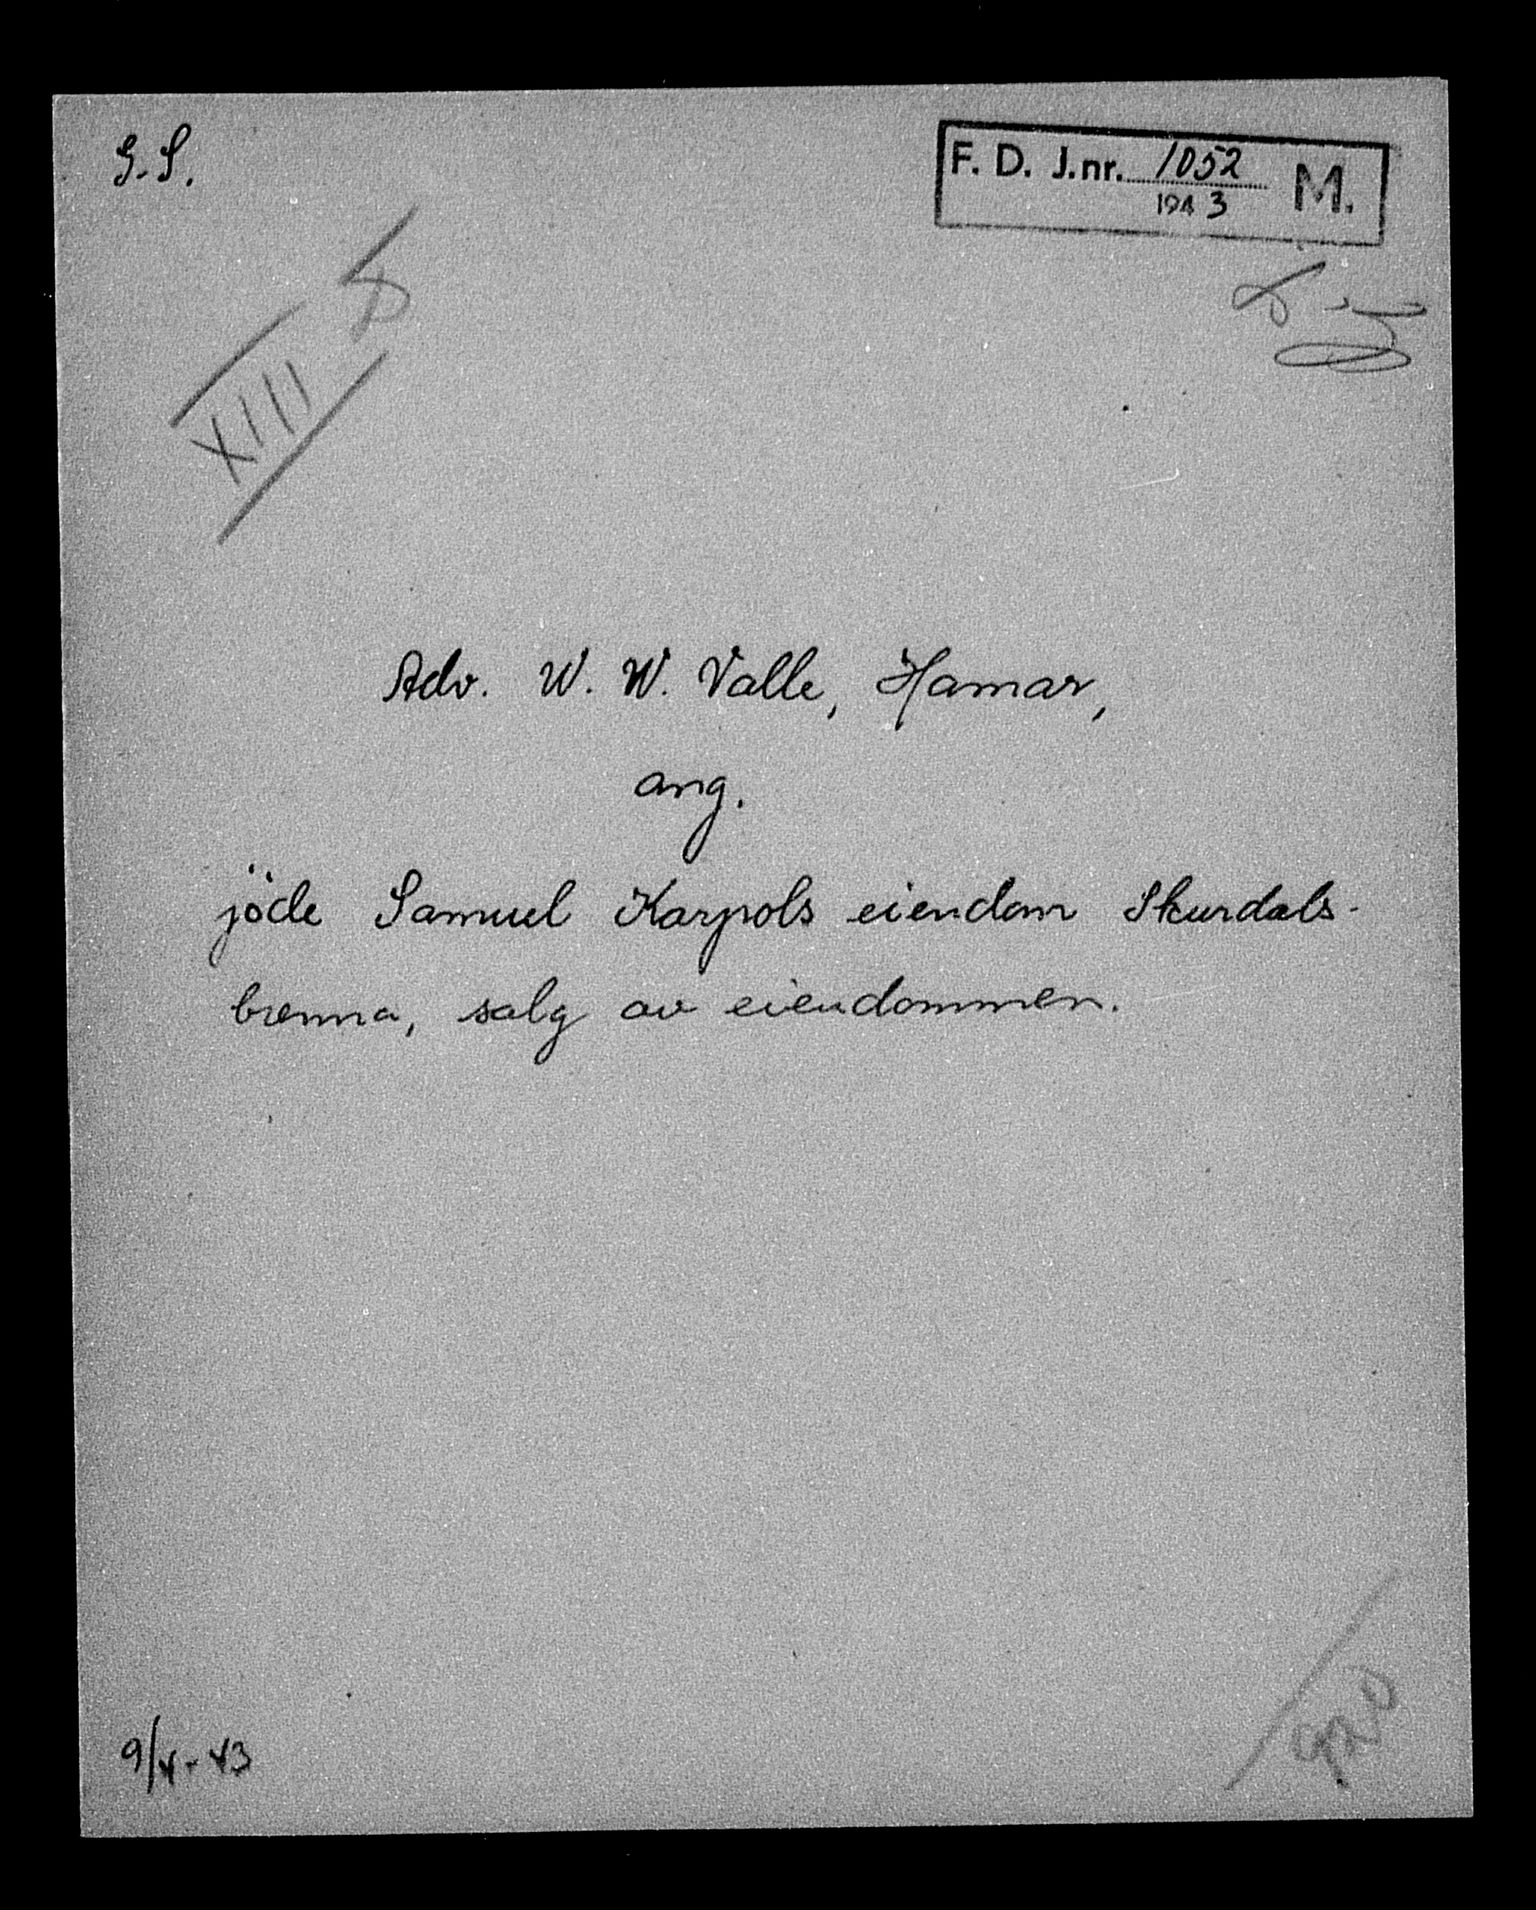 G.S.
F. D. J.nr. 1052 M.
1943
XIII
Adv. W. W. Valle, Hamar,
ang.
jöde Samuel Karpols eiendom Skurdals-
brenna, salg av eiendommen.
9/4-43